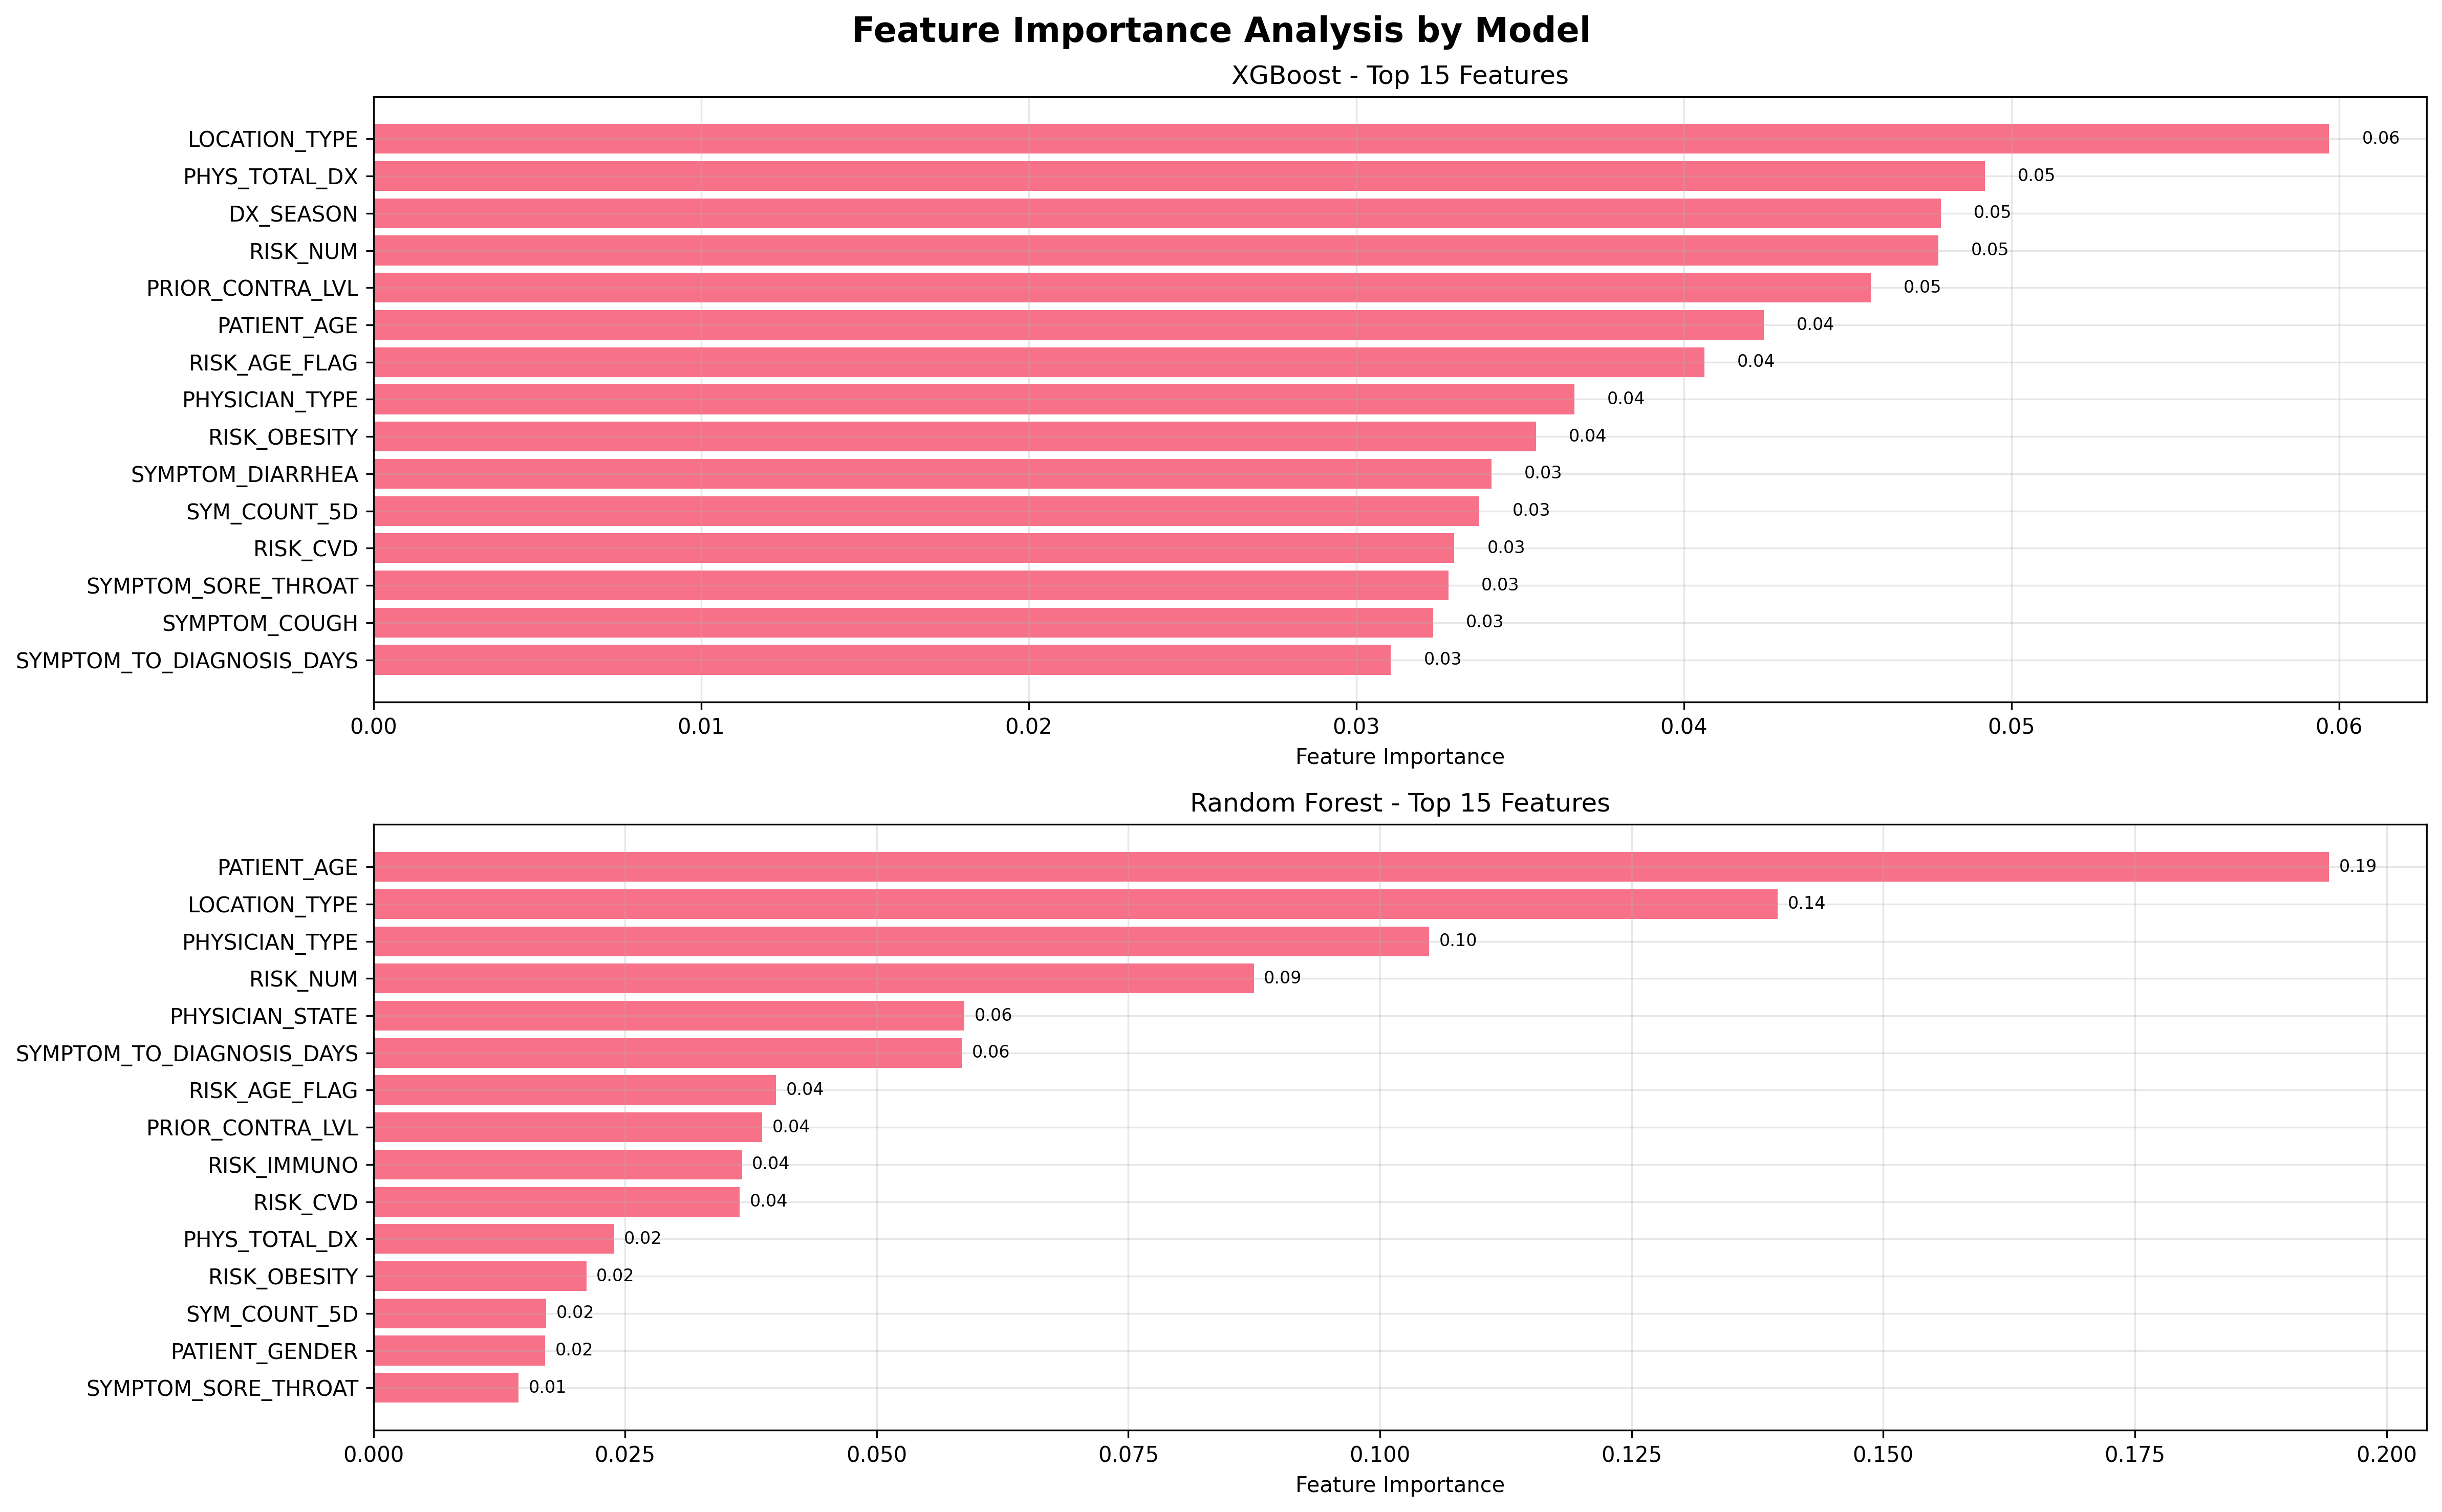 Feature Importance Analysis by Model
XGBoost - Top 15 Features
LOCATION_TYPE 0.06
PHYS_TOTAL_DX 0.05
DX_SEASON 0.05
RISK_NUM 0.05
PRIOR_CONTRA_LVL 0.05
PATIENT_AGE 0.04
RISK_AGE_FLAG 0.04
PHYSICIAN_TYPE 0.04
RISK_OBESITY 0.04
SYMPTOM_DIARRHEA 0.03
SYM_COUNT_5D 0.03
RISK_CVD 0.03
SYMPTOM_SORE_THROAT 0.03
SYMPTOM_COUGH 0.03
SYMPTOM_TO_DIAGNOSIS_DAYS 0.03
0.00 0.01 0.02 0.03 0.04 0.05 0.06
Feature Importance
Random Forest - Top 15 Features
PATIENT_AGE 0.19
LOCATION_TYPE 0.14
PHYSICIAN_TYPE 0.10
RISK_NUM 0.09
PHYSICIAN_STATE 0.06
SYMPTOM_TO_DIAGNOSIS_DAYS 0.06
RISK_AGE_FLAG 0.04
PRIOR_CONTRA_LVL 0.04
RISK_IMMUNO 0.04
RISK_CVD 0.04
PHYS_TOTAL_DX 0.02
RISK_OBESITY 0.02
SYM_COUNT_5D 0.02
PATIENT_GENDER 0.02
SYMPTOM_SORE_THROAT 0.01
0.000 0.025 0.050 0.075 0.100 0.125 0.150 0.175 0.200
Feature Importance